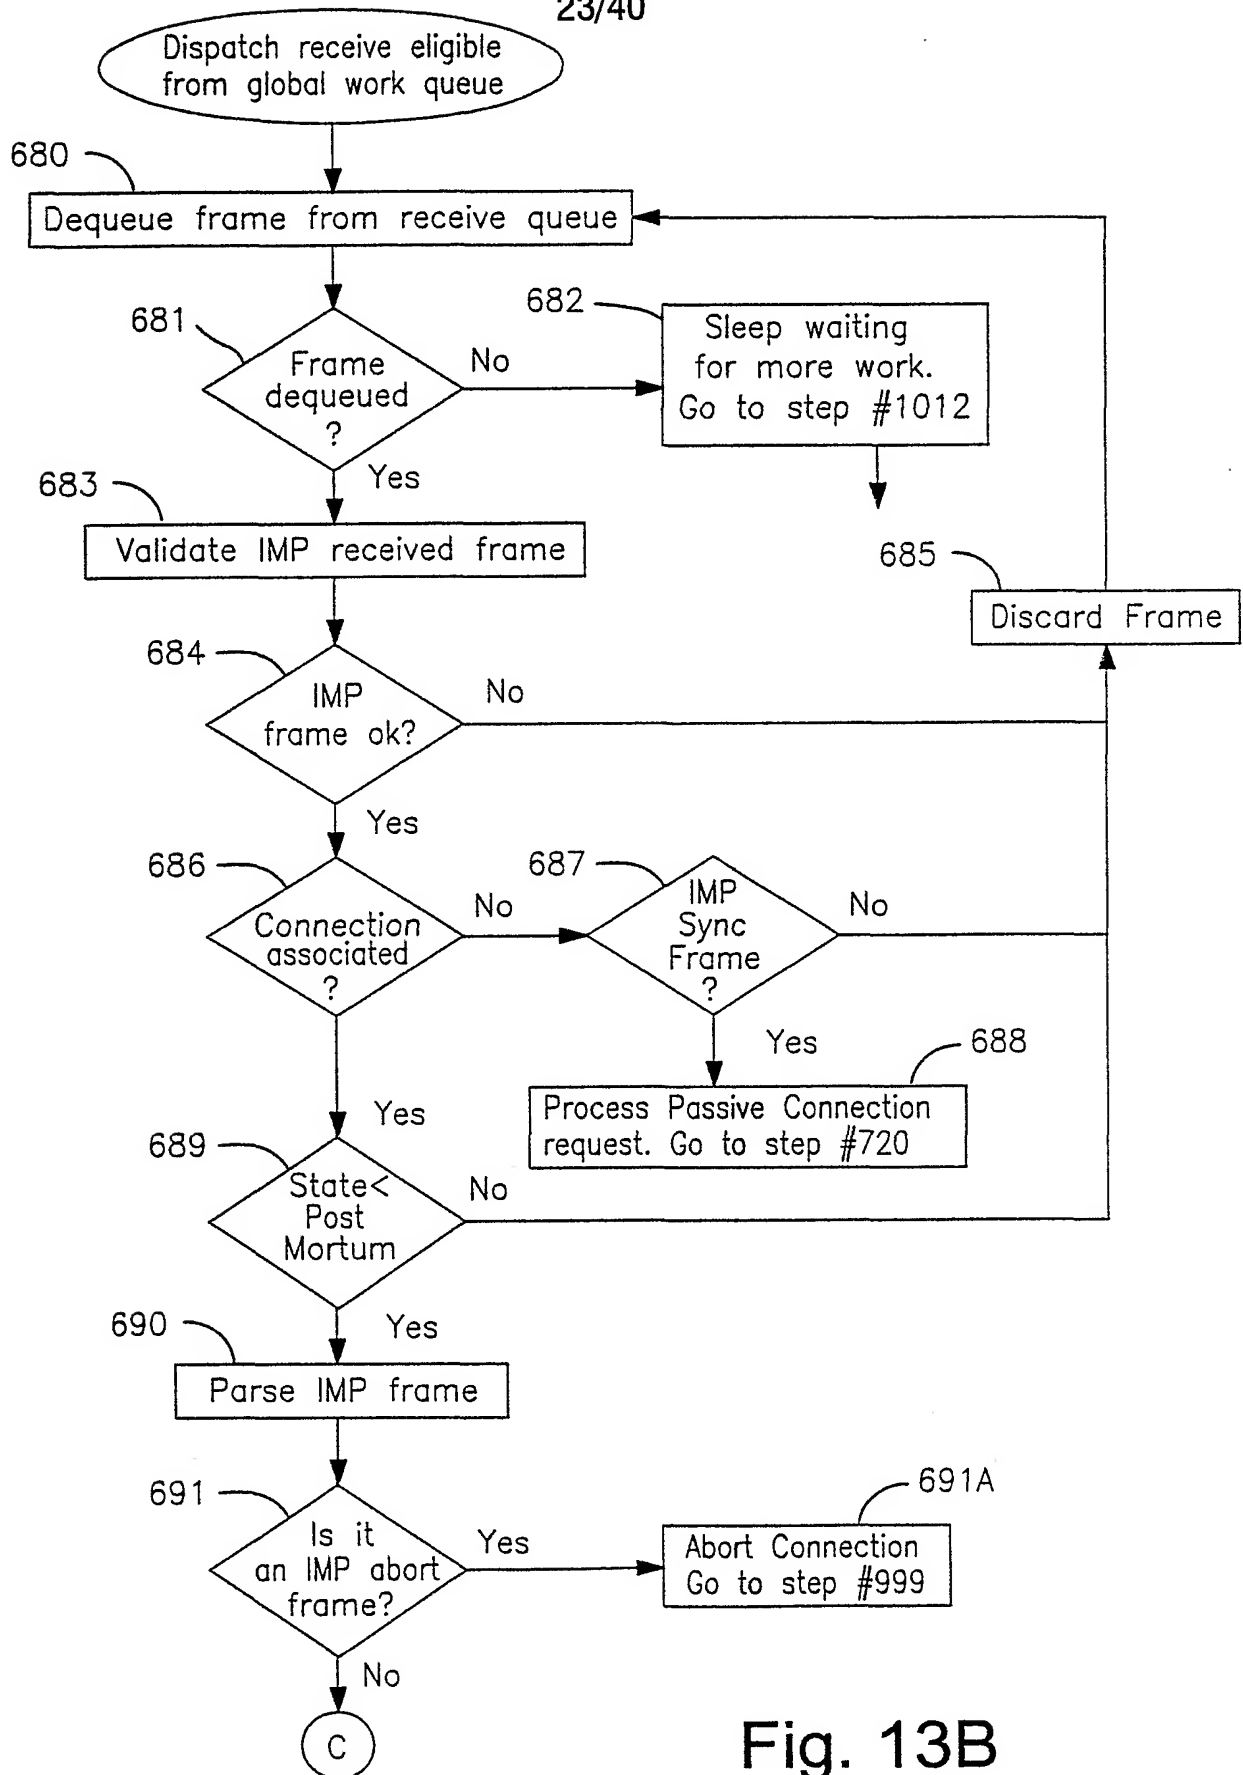 23/40
Dispatch receive eligible
from global work queue
680
Dequeue frame from receive queue
681
Frame
dequeued
?
No
682
Sleep waiting
for more work.
Go to step #1012
Yes
683
Validate IMP received frame
685
Discard Frame
684
IMP
frame ok?
No
Yes
686
Connection
associated
?
No
687
IMP
Sync
Frame
?
No
Yes
688
Process Passive Connection
request. Go to step #720
Yes
689
State<
Post
Mortum
No
Yes
690
Parse IMP frame
691
Is it
an IMP abort
frame?
Yes
691A
Abort Connection
Go to step #999
No
C
Fig. 13B